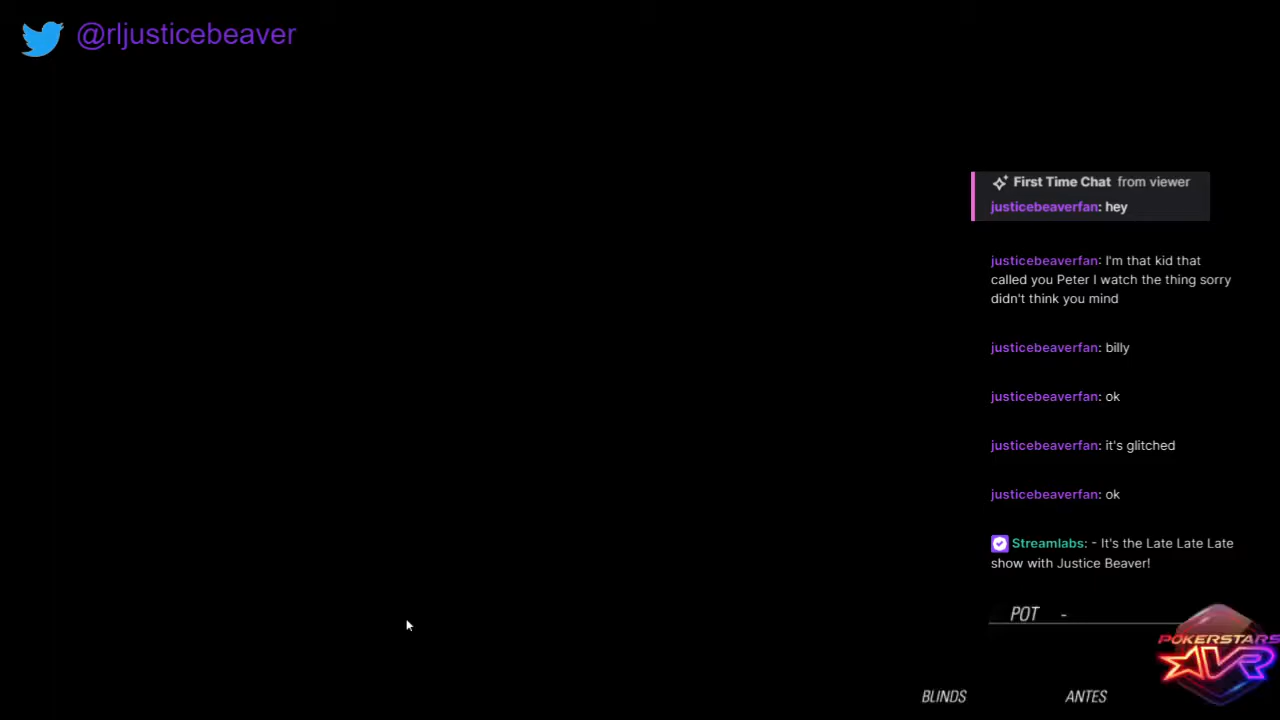 @rljusticebeaver
First Time Chat from viewer
justicebeaverfan: hey
justicebeaverfan: I'm that kid that
called you Peter I watch the thing sorry
didn't think you mind
justicebeaverfan: billy
justicebeaverfan: ok
justicebeaverfan: it's glitched
justicebeaverfan: ok
Streamlabs: - It's the Late Late Late
show with Justice Beaver!
POT -
POKERSTARS
VR
BLINDS ANTES